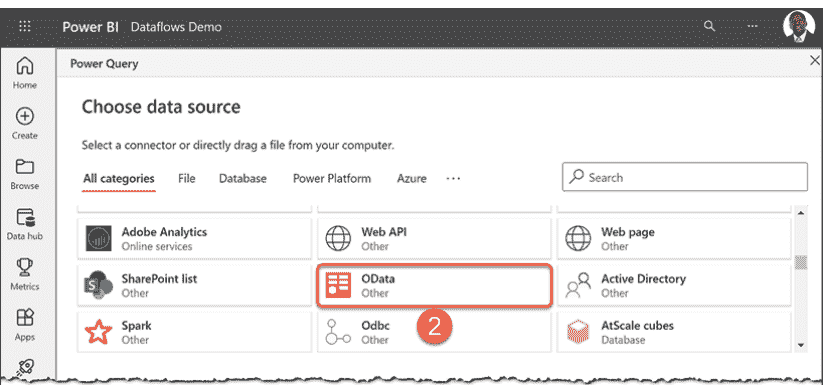 Power BI Dataflows Demo
Power Query
Home
Choose data source
Create
Select a connector or directly drag a file from your computer.
All categories File Database Power Platform Azure ... Search
Browse
Data hub
Adobe Analytics
Online services
Web API
Other
Web page
Other
Metrics
SharePoint list
Other
OData
Other
Active Directory
Other
Apps
Spark
Other
Odbc
Other
2
AtScale cubes
Database